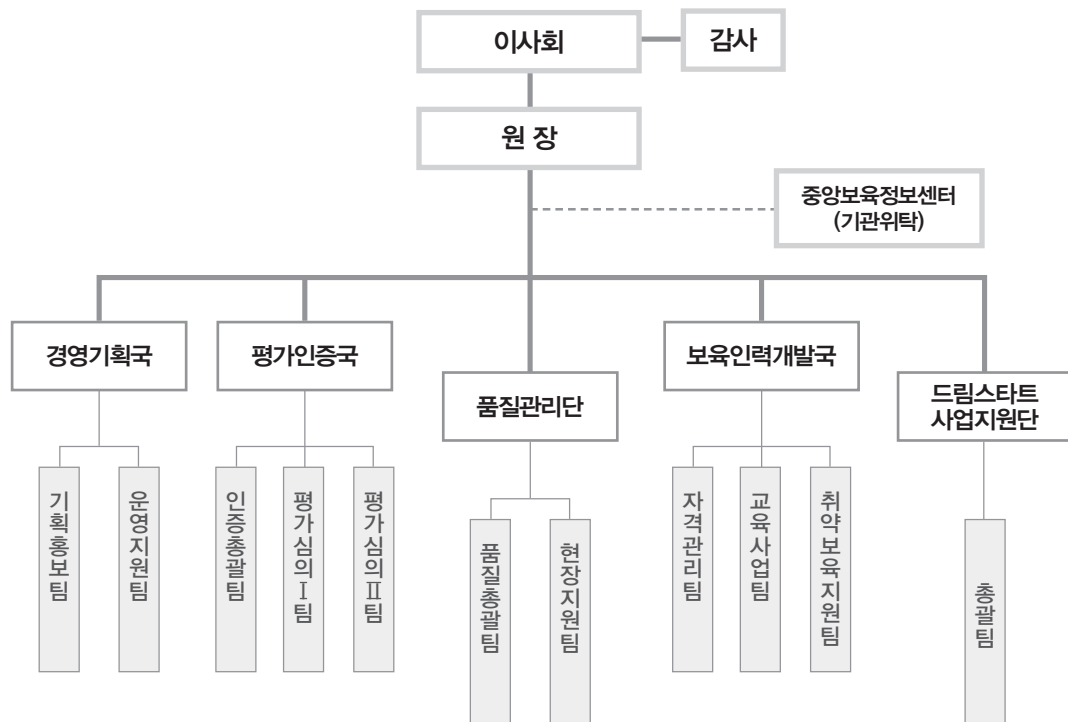 이사회
감사
원 장
중앙보육정보센터
(기관위탁)
경영기획국
평가인증국
품질관리단
보육인력개발국
드림스타트
사업지원단
기획홍보팀
운영지원팀
인증총괄팀
평가심의Ⅰ팀
평가심의Ⅱ팀
품질총괄팀
현장지원팀
자격관리팀
교육사업팀
취약보육지원팀
총괄팀